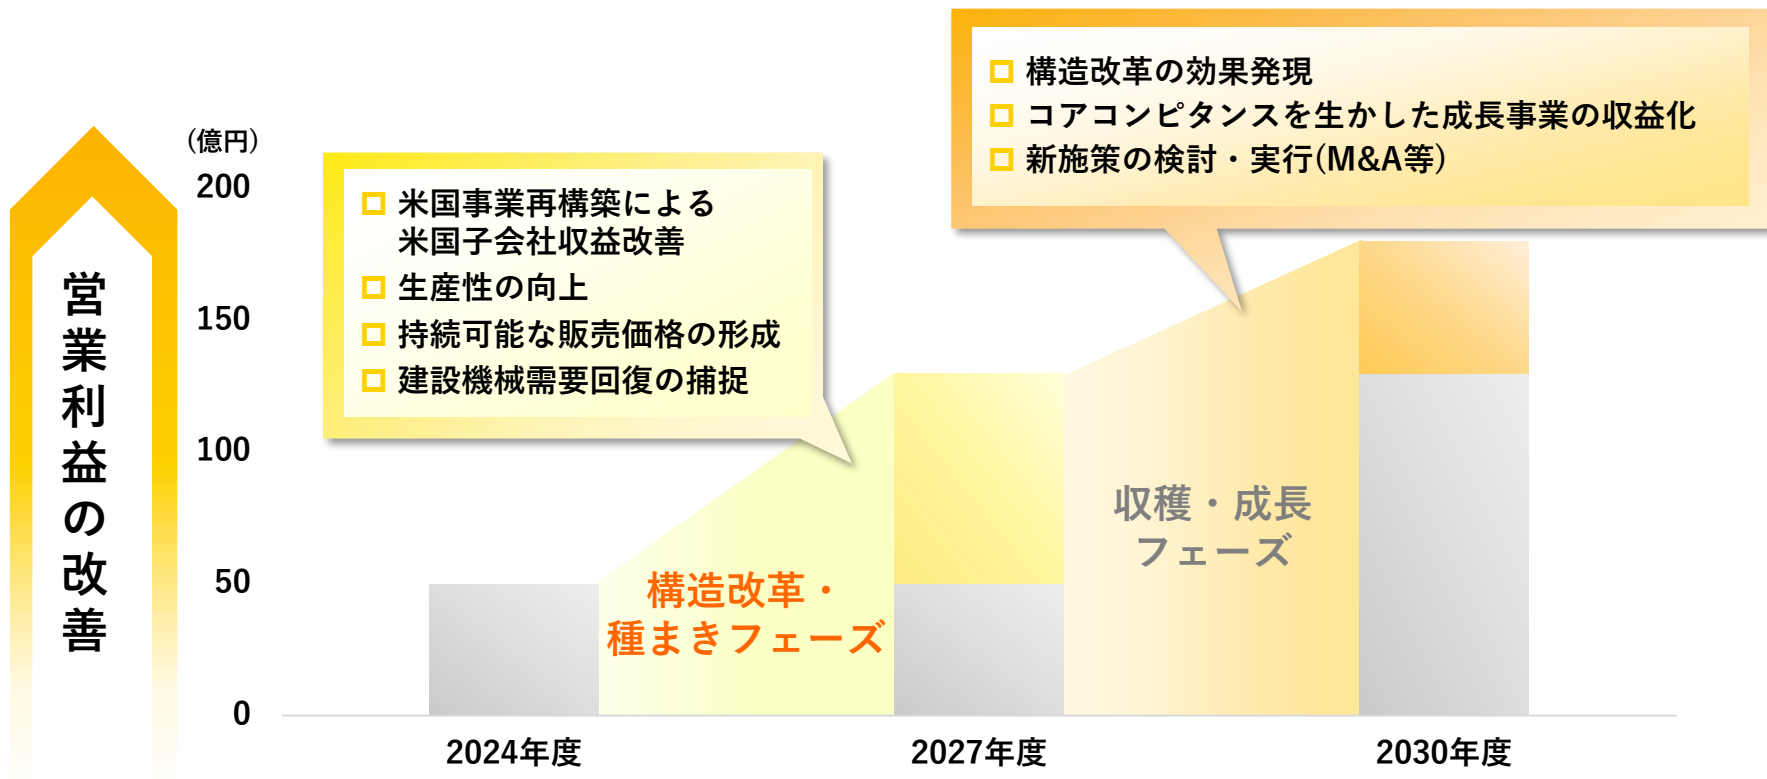 営業利益の改善
(億円)
200
150
100
50
0
米国事業再構築による
米国子会社収益改善
生産性の向上
持続可能な販売価格の形成
建設機械需要回復の捕捉
構造改革の効果発現
コアコンピタンスを生かした成長事業の収益化
新施策の検討・実行(M&A等)
構造改革・
種まきフェーズ
収穫・成長
フェーズ
2024年度
2027年度
2030年度